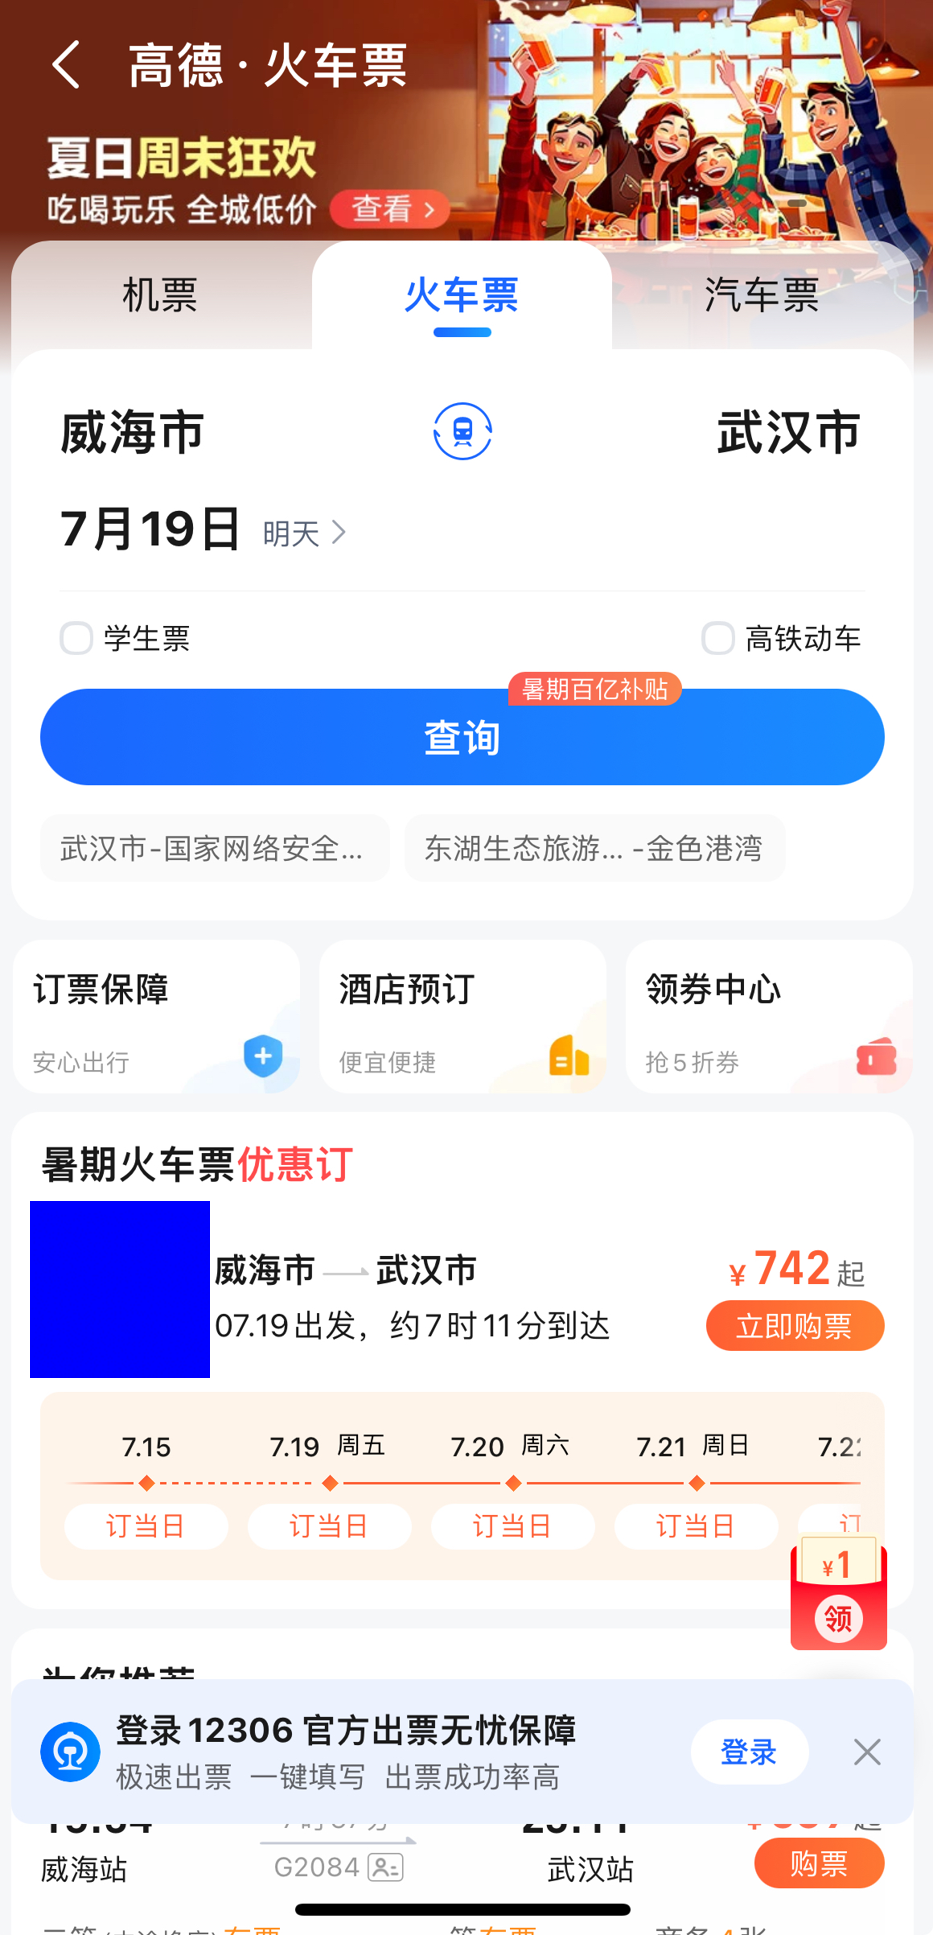 高德·火车票
夏日周末狂欢
吃喝玩乐 全城低价 查看
机票 火车票 汽车票
威海市 武汉市
7月19日 明天
学生票 高铁动车
暑期百亿补贴
查询
武汉市-国家网络安全... 东湖生态旅游... -金色港湾
订票保障 酒店预订 领券中心
安心出行 便宜便捷 抢5折券
暑期火车票优惠订
威海市 武汉市 ¥742起
07.19出发，约7时11分到达 立即购票
7.15 7.19 周五 7.20 周六 7.21 周日 7.22
订当日 订当日 订当日 订当日 订
¥1
领
为您推荐
登录12306官方出票无忧保障
极速出票 一键填写 出票成功率高 登录
威海站 G2084 武汉站 购票